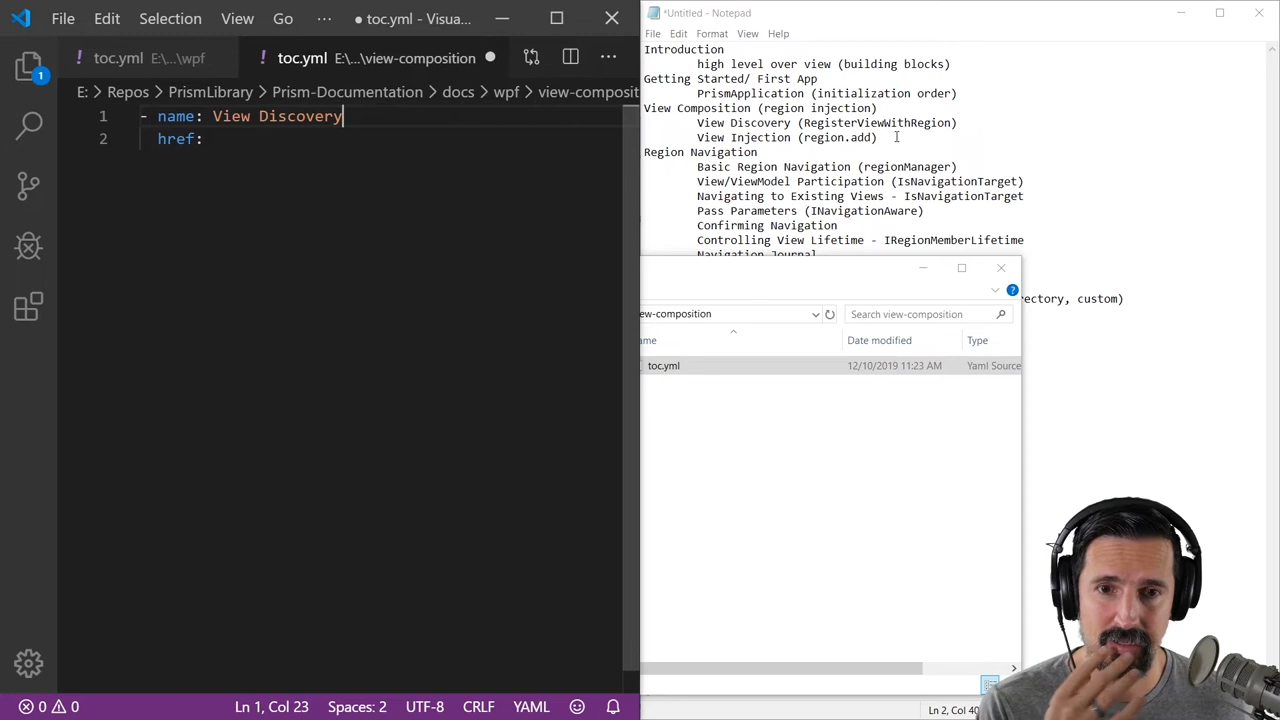 File Edit Selection View Go ··· ● toc.yml - Visua...
toc.yml E:\...\wpf
! toc.yml E:\...\view-composition ●
E: > Repos > PrismLibrary > Prism-Documentation > docs > wpf > view-composit
1 - name: View Discovery
2 href:
1
⊗ 0 ⚠ 0 Ln 1, Col 23 Spaces: 2 UTF-8 CRLF YAML
*Untitled - Notepad
File Edit Format View Help
Introduction
high level over view (building blocks)
Getting Started/ First App
PrismApplication (initialization order)
View Composition (region injection)
View Discovery (RegisterViewWithRegion)
View Injection (region.add)
Region Navigation
Basic Region Navigation (regionManager)
View/ViewModel Participation (IsNavigationTarget)
Navigating to Existing Views - IsNavigationTarget
Pass Parameters (INavigationAware)
Confirming Navigation
Controlling View Lifetime - IRegionMemberLifetime
Navigation Journal
ectory, custom)
ew-composition Search view-composition
ame Date modified Type
toc.yml 12/10/2019 11:23 AM Yaml Source
Ln 2, Col 40